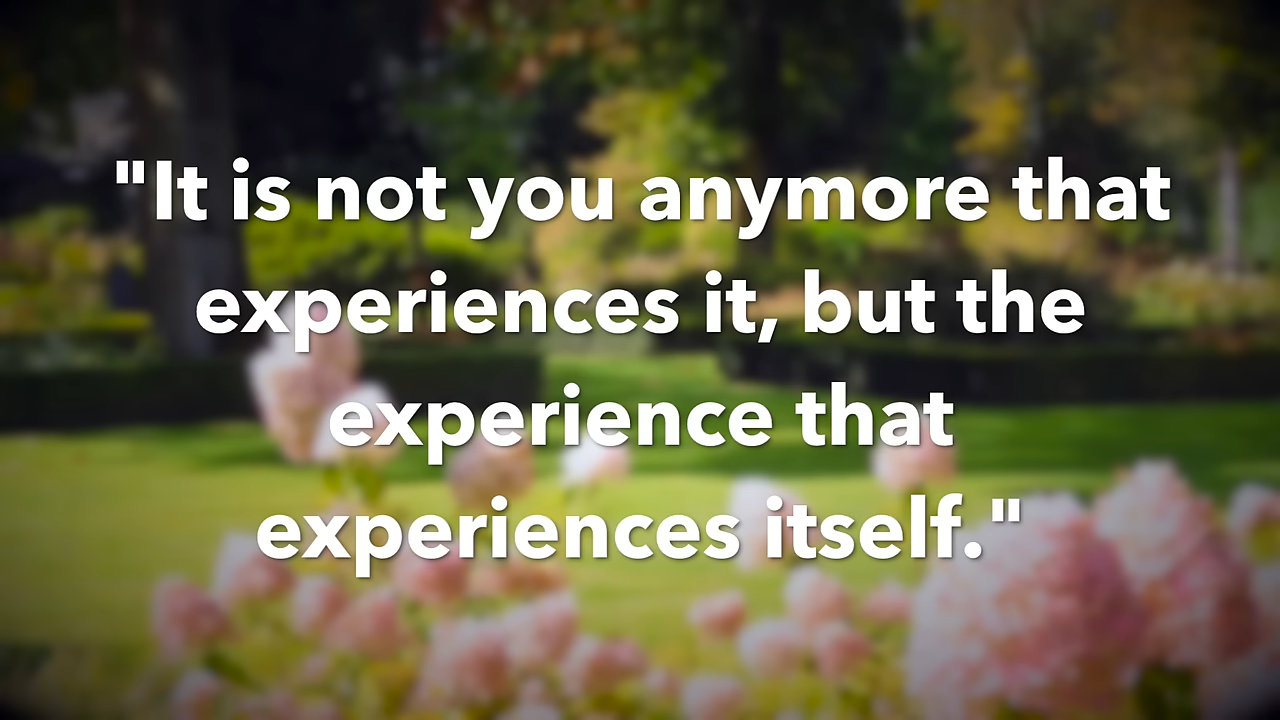 "It is not you anymore that
experiences it, but the
experience that
experiences itself."